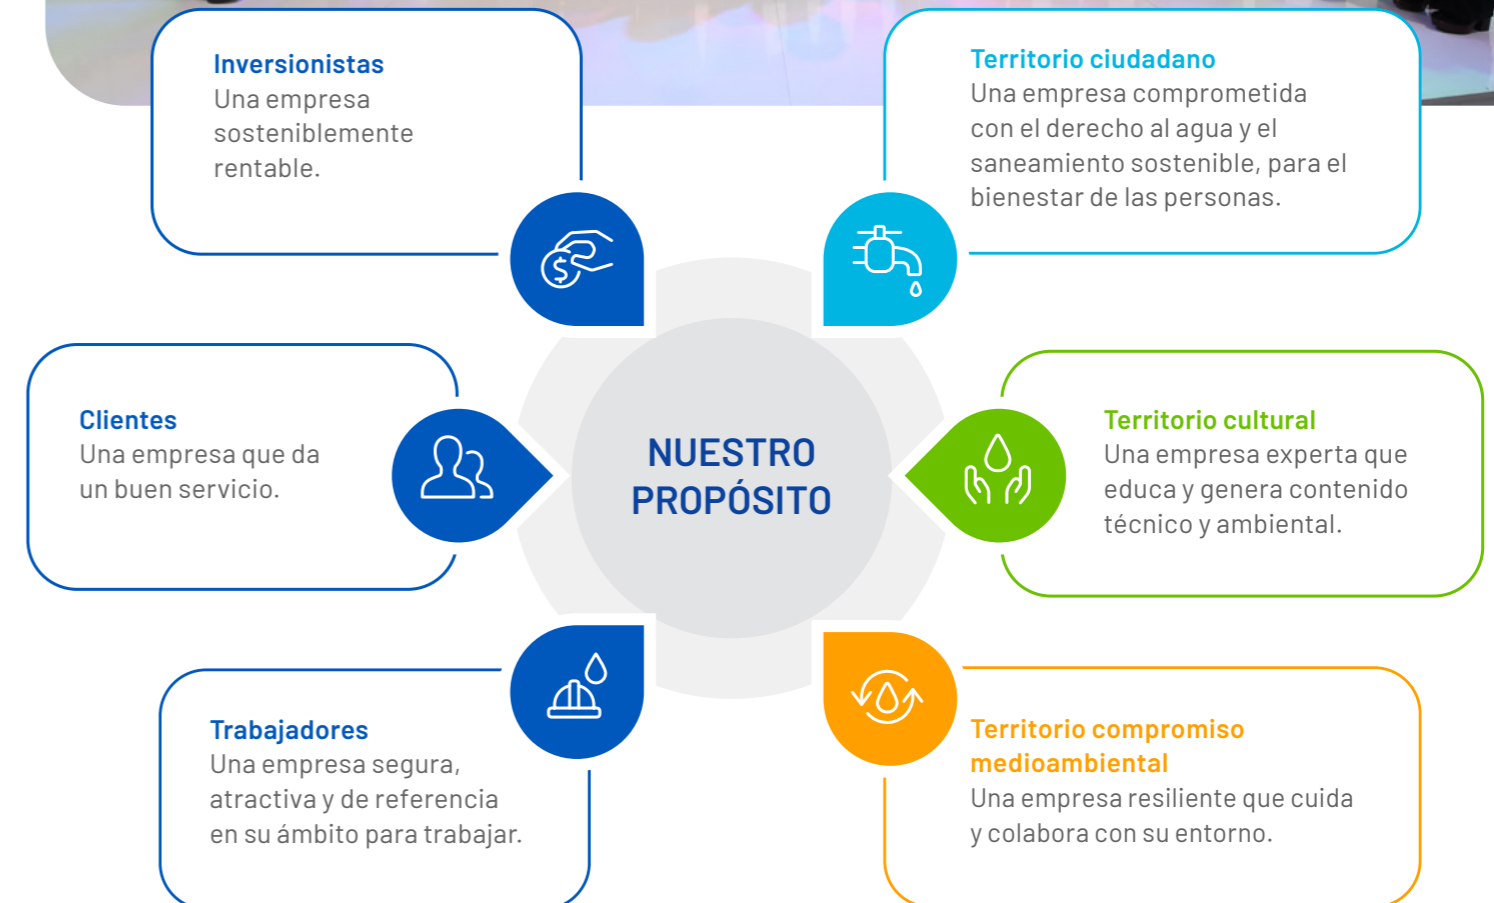 Inversionistas
Una empresa
sosteniblemente
rentable.
Territorio ciudadano
Una empresa comprometida
con el derecho al agua y el
saneamiento sostenible, para el
bienestar de las personas.
$
Clientes
Una empresa que da
un buen servicio.
NUESTRO
PROPÓSITO
Territorio cultural
Una empresa experta que
educa y genera contenido
técnico y ambiental.
Trabajadores
Una empresa segura,
atractiva y de referencia
en su ámbito para trabajar.
Territorio compromiso
medioambiental
Una empresa resiliente que cuida
y colabora con su entorno.